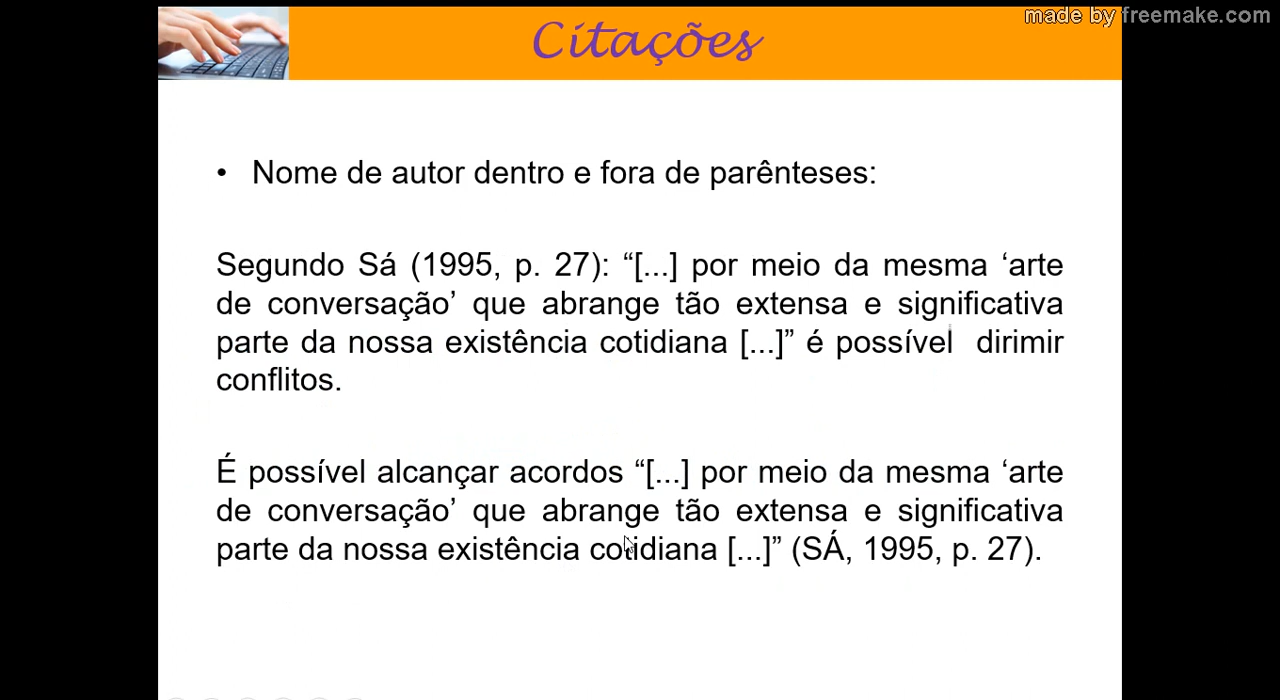 made by freemake.com
Citações
• Nome de autor dentro e fora de parênteses:
Segundo Sá (1995, p. 27): “[...] por meio da mesma ‘arte
de conversação’ que abrange tão extensa e significativa
parte da nossa existência cotidiana [...]” é possível dirimir
conflitos.
É possível alcançar acordos “[...] por meio da mesma ‘arte
de conversação’ que abrange tão extensa e significativa
parte da nossa existência cotidiana [...]” (SÁ, 1995, p. 27).